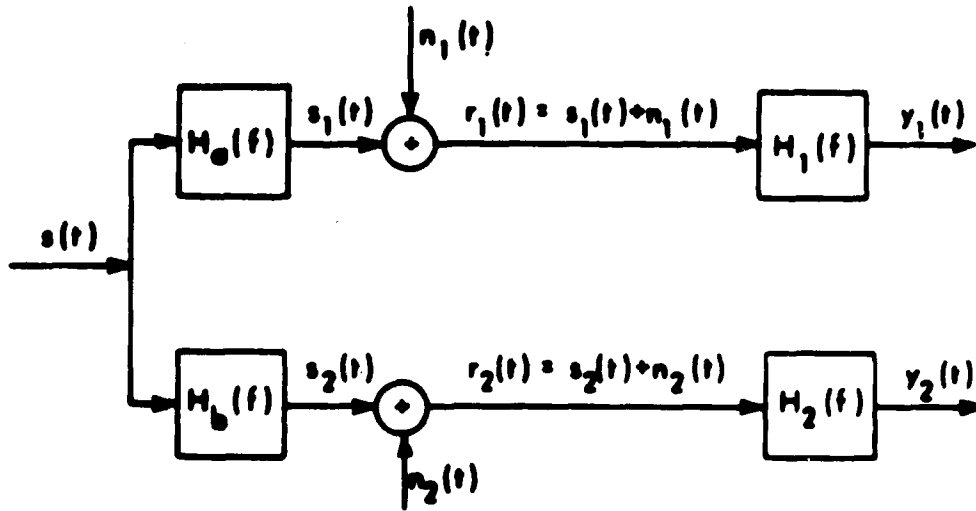 n₁(t)
Hₐ(f)
s₁(t)
r₁(t) = s₁(t)+n₁(t)
H₁(f)
y₁(t)
+
s(t)
H_b(f)
s₂(t)
r₂(t) = s₂(t)+n₂(t)
H₂(f)
y₂(t)
+
n₂(t)